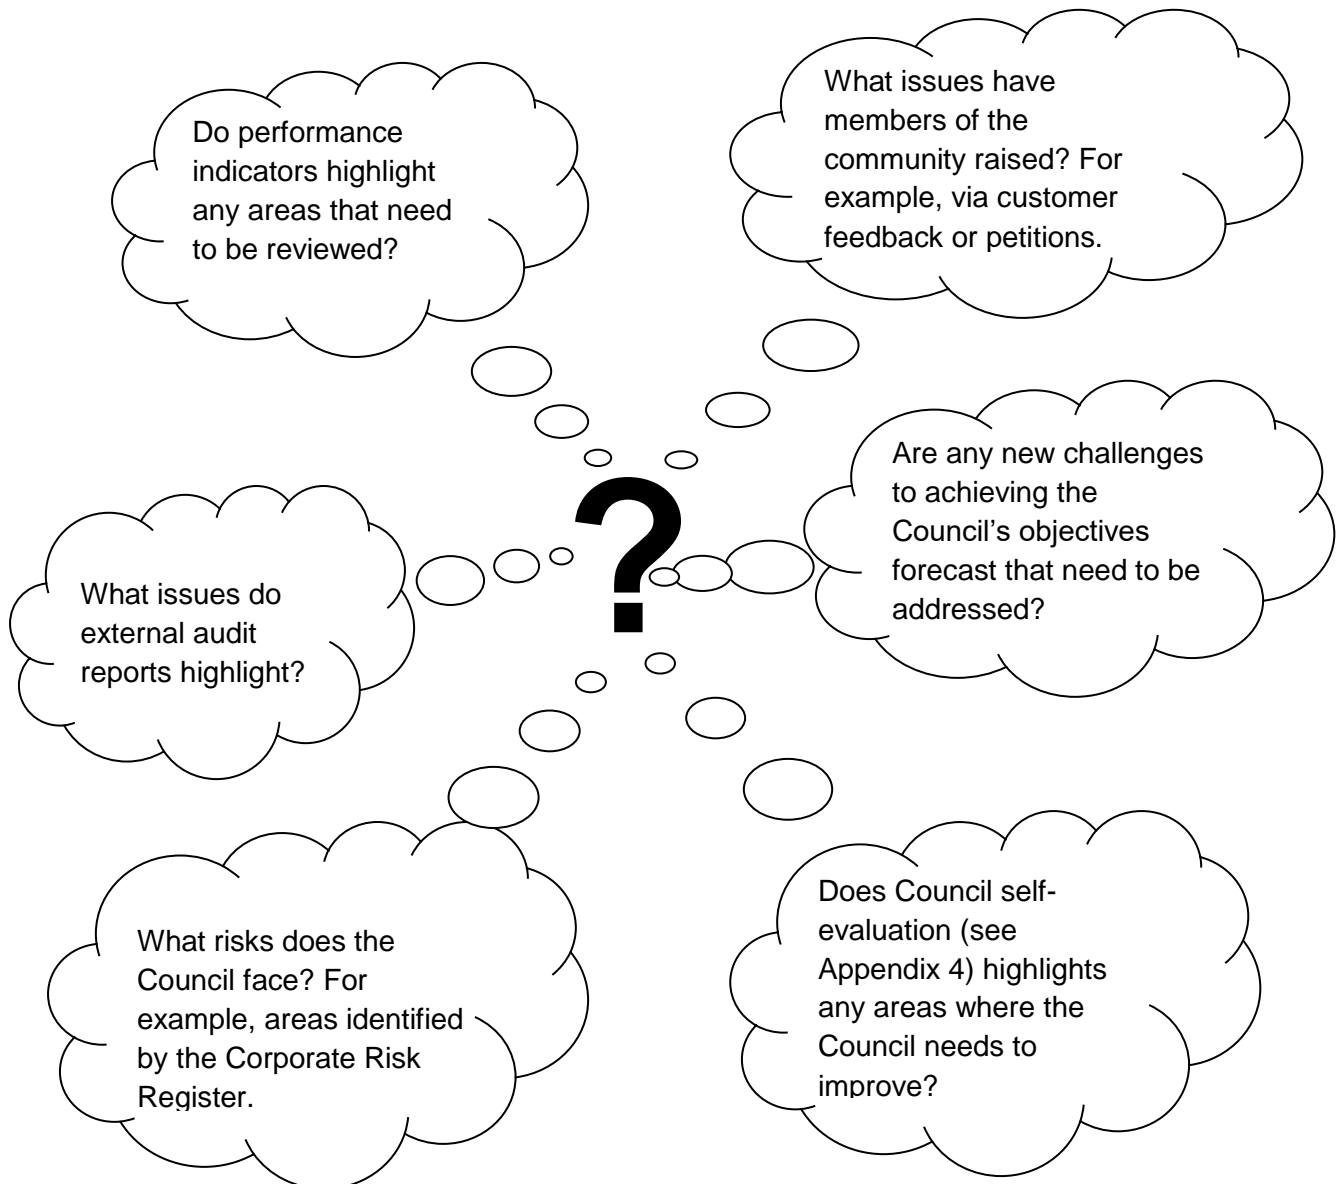 Do performance
indicators highlight
any areas that need
to be reviewed?
What issues have
members of the
community raised? For
example, via customer
feedback or petitions.
Are any new challenges
to achieving the
Council’s objectives
forecast that need to be
addressed?
?
What issues do
external audit
reports highlight?
What risks does the
Council face? For
example, areas identified
by the Corporate Risk
Register.
Does Council self-
evaluation (see
Appendix 4) highlights
any areas where the
Council needs to
improve?